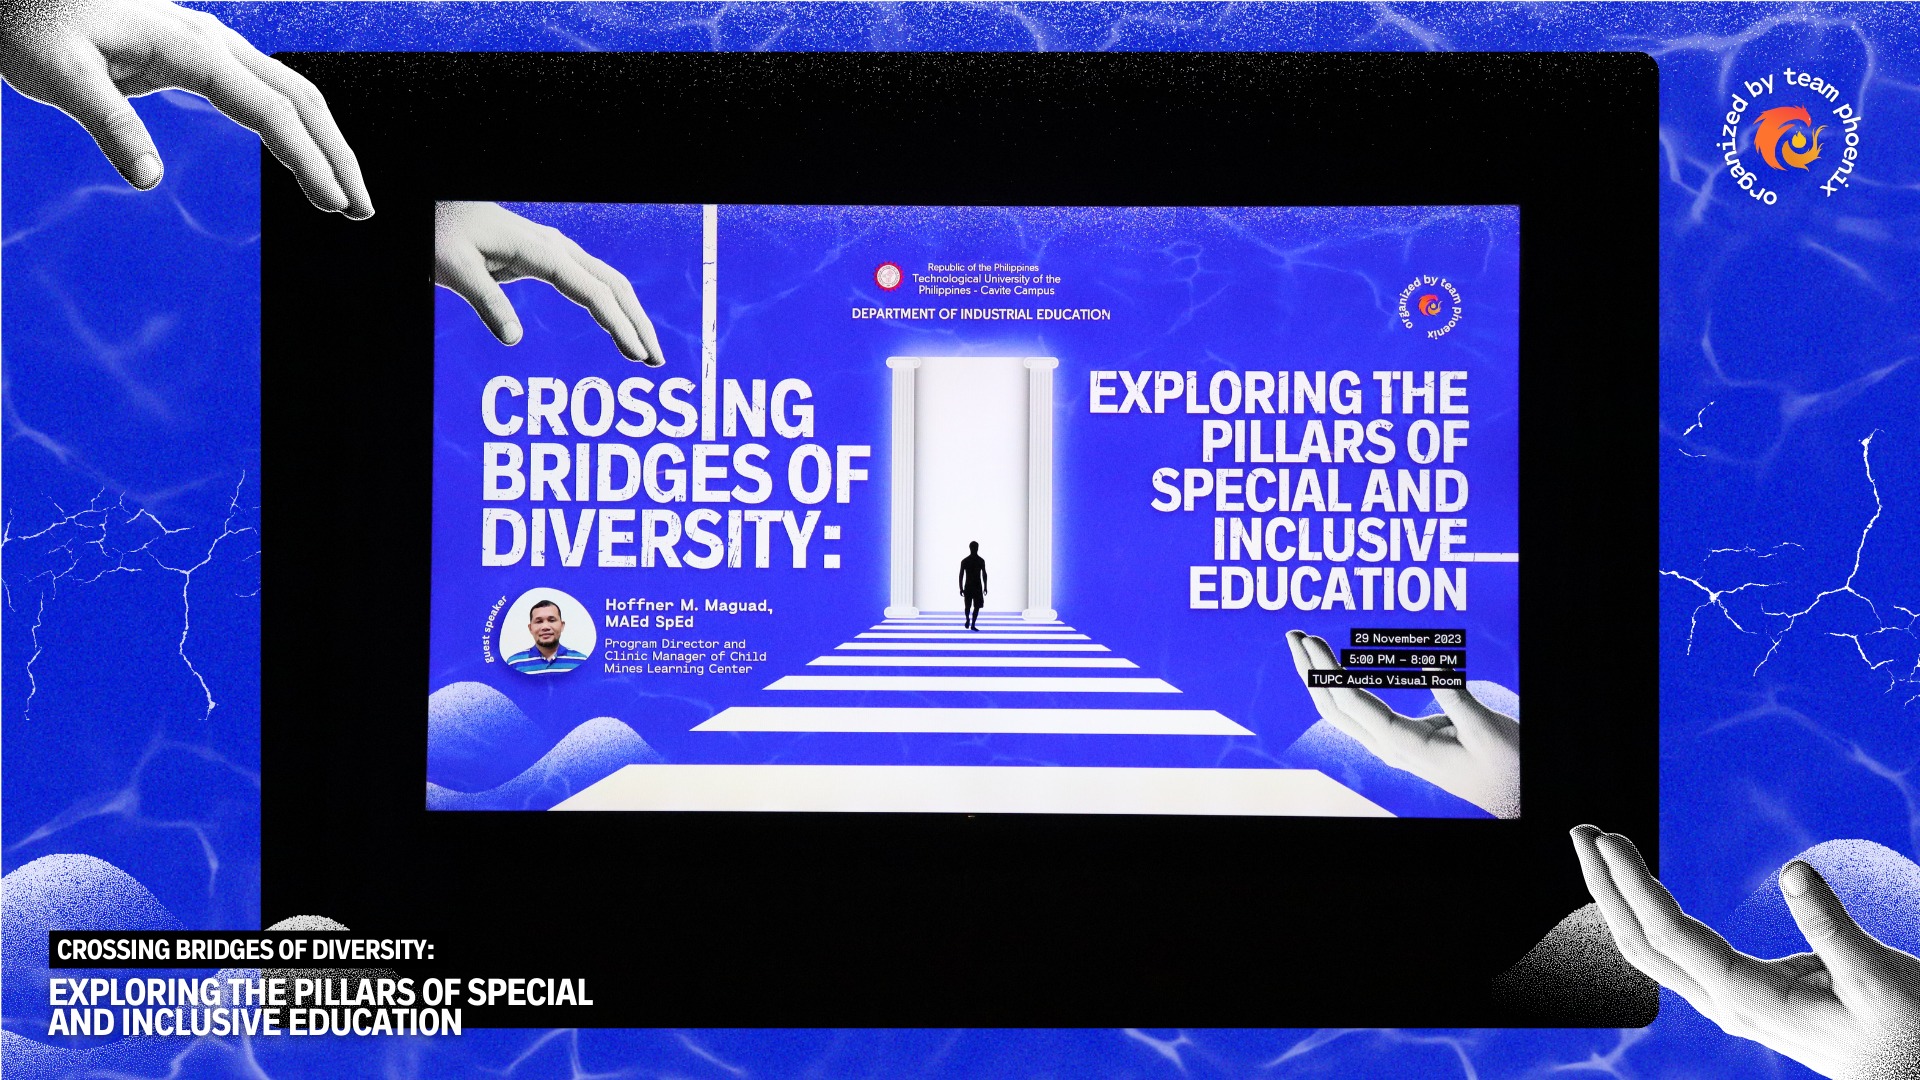 organized by team phoenix
Republic of the Philippines
Technological University of the
Philippines - Cavite Campus
DEPARTMENT OF INDUSTRIAL EDUCATION
organized by team phoenix
CROSSING
BRIDGES OF
DIVERSITY:
EXPLORING THE
PILLARS OF
SPECIAL AND
INCLUSIVE
EDUCATION
guest speaker
Hoffner M. Maguad,
MAEd SpEd
Program Director and
Clinic Manager of Child
Mines Learning Center
29 November 2023
5:00 PM – 8:00 PM
TUPC Audio Visual Room
CROSSING BRIDGES OF DIVERSITY:
EXPLORING THE PILLARS OF SPECIAL
AND INCLUSIVE EDUCATION